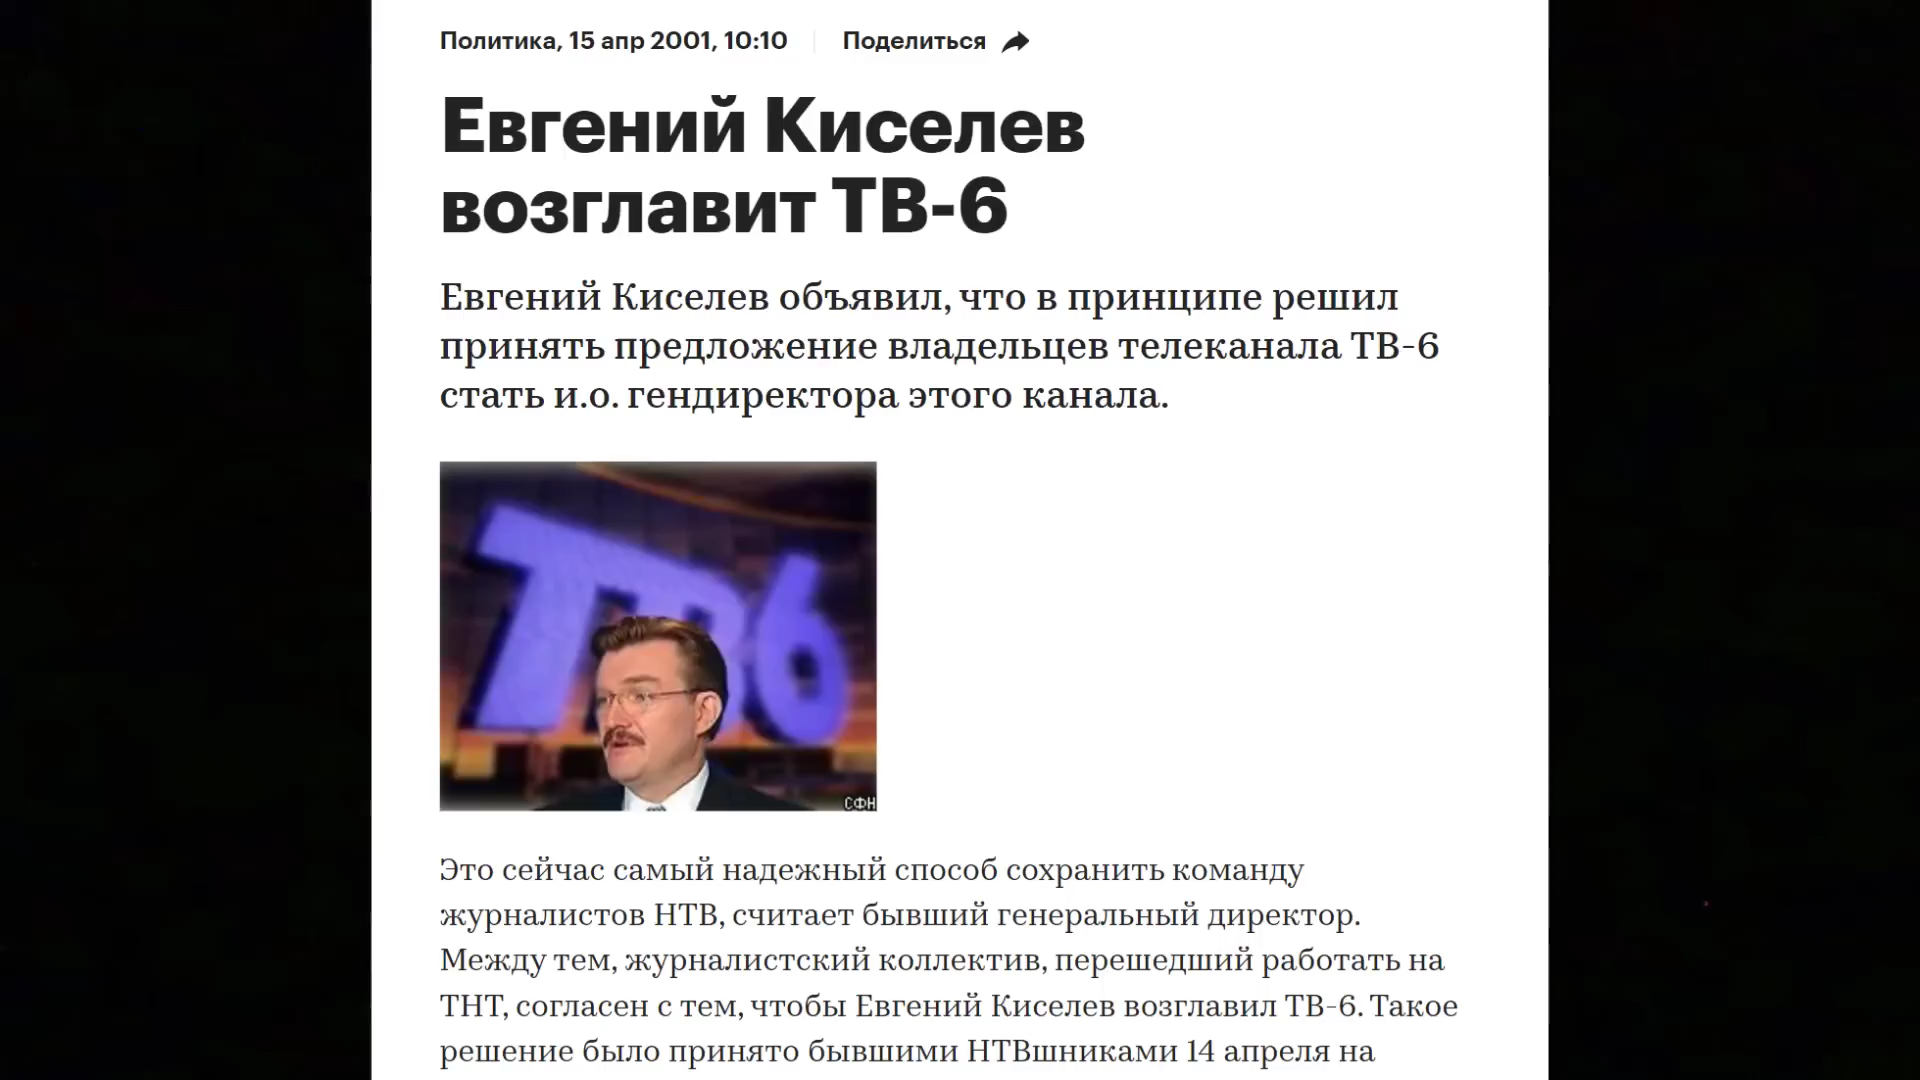 Политика, 15 апр 2001, 10:10
Поделиться
Евгений Киселев
возглавит ТВ-6
Евгений Киселев объявил, что в принципе решил
принять предложение владельцев телеканала ТВ-6
стать и.о. гендиректора этого канала.
ТВ6
СФН
Это сейчас самый надежный способ сохранить команду
журналистов НТВ, считает бывший генеральный директор.
Между тем, журналистский коллектив, перешедший работать на
ТНТ, согласен с тем, чтобы Евгений Киселев возглавил ТВ-6. Такое
решение было принято бывшими НТВшниками 14 апреля на